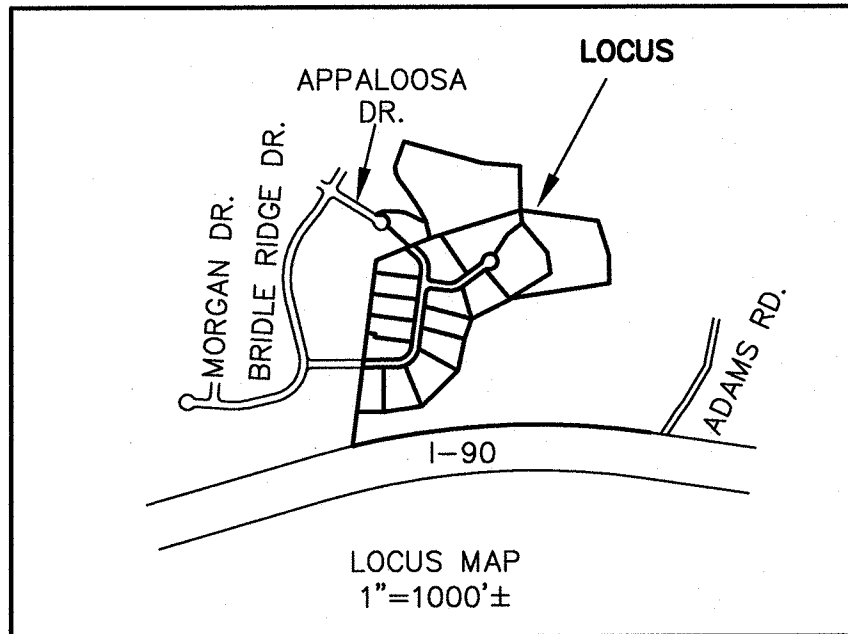 LOCUS
APPALOOSA
DR.
MORGAN DR.
BRIDLE RIDGE DR.
ADAMS RD.
I-90
LOCUS MAP
1"=1000'±